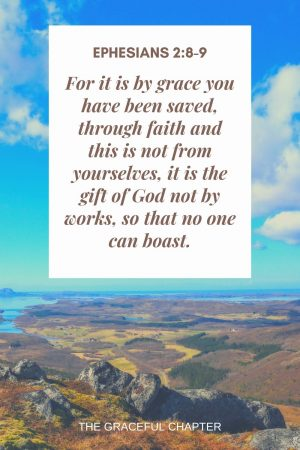 EPHESIANS 2:8-9
For it is by grace you
have been saved,
through faith and
this is not from
yourselves, it is the
gift of God not by
works, so that no one
can boast.
THE GRACEFUL CHAPTER